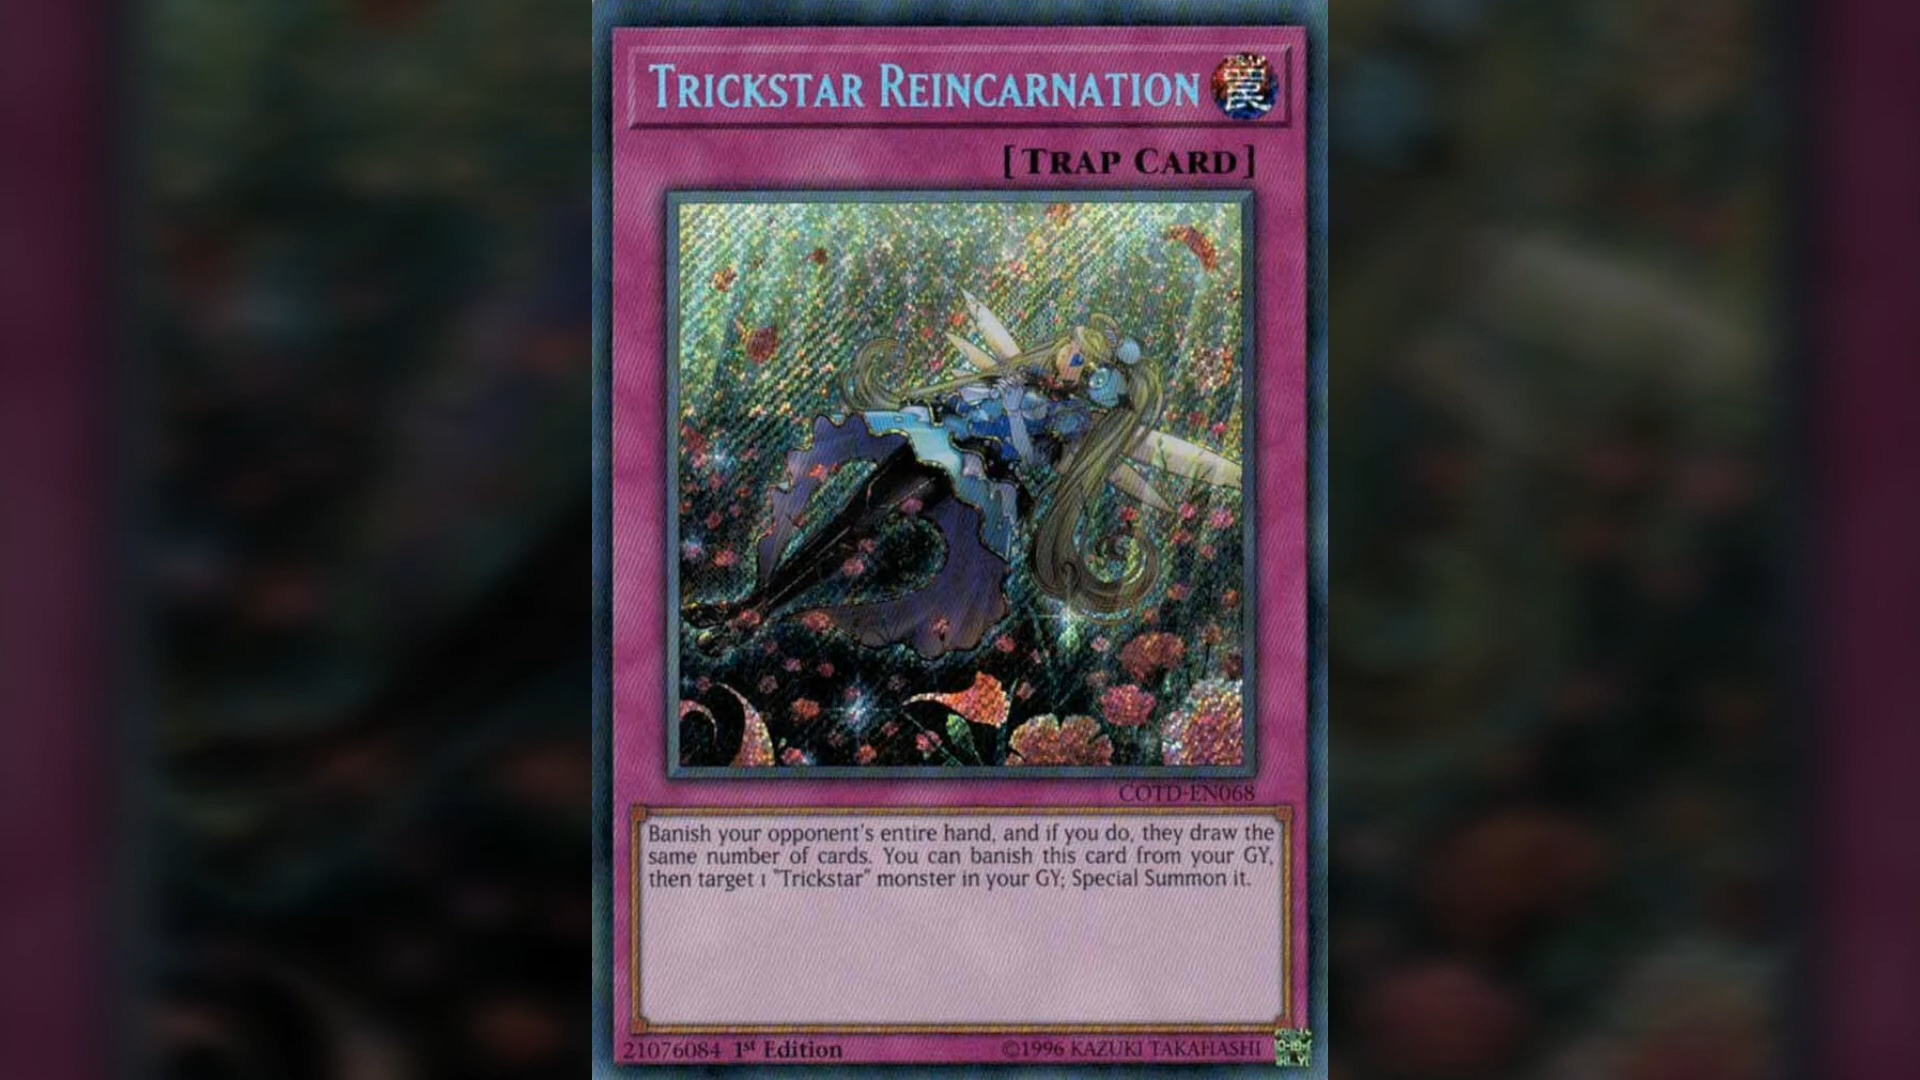 TRICKSTAR REINCARNATION
罠
[TRAP CARD]
COTD-EN068
Banish your opponent's entire hand, and if you do, they draw the
same number of cards. You can banish this card from your GY,
then target 1 "Trickstar" monster in your GY; Special Summon it.
21076084 1st Edition ©1996 KAZUKI TAKAHASHI